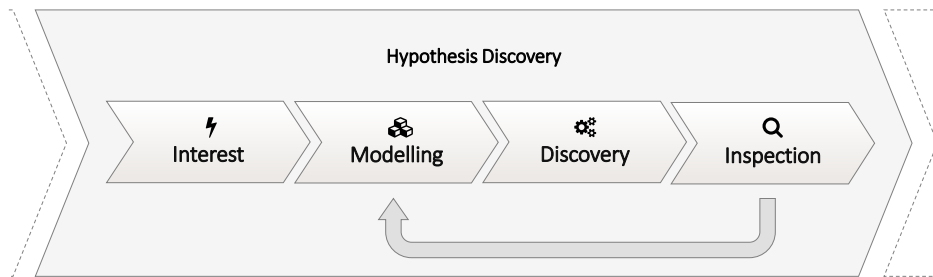 Hypothesis Discovery
Interest
Modelling
Discovery
Inspection